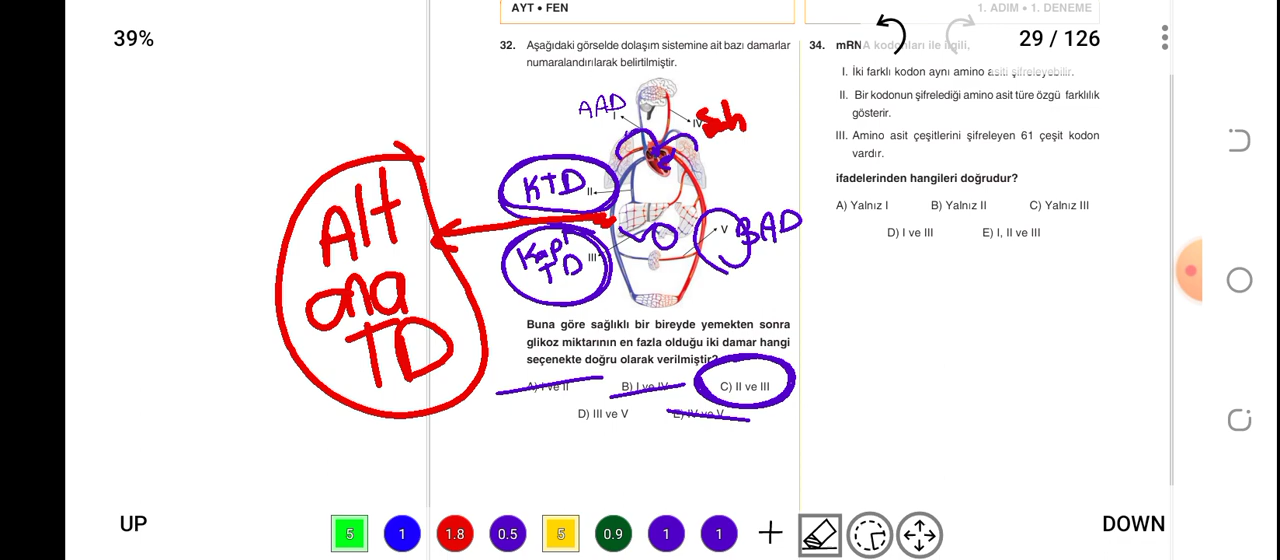 39%
AYT • FEN
1. ADIM • 1. DENEME
29 / 126
32. Aşağıdaki görselde dolaşım sistemine ait bazı damarlar
numaralandırılarak belirtilmiştir.
AAD
I
IV
KTD
II
Kapı
TD
III
V
BAD
Alt
ana
TD
Buna göre sağlıklı bir bireyde yemekten sonra
glikoz miktarının en fazla olduğu iki damar hangi
seçenekte doğru olarak verilmiştir?
A) I ve II
B) I ve IV
C) II ve III
D) III ve V
E) IV ve V
34. mRNA kodonları ile ilgili,
I. İki farklı kodon aynı amino asiti şifreleyebilir.
II. Bir kodonun şifrelediği amino asit türe özgü farklılık
gösterir.
III. Amino asit çeşitlerini şifreleyen 61 çeşit kodon
vardır.
ifadelerinden hangileri doğrudur?
A) Yalnız I
B) Yalnız II
C) Yalnız III
D) I ve III
E) I, II ve III
UP
5
1
1.8
0.5
5
0.9
1
1
DOWN